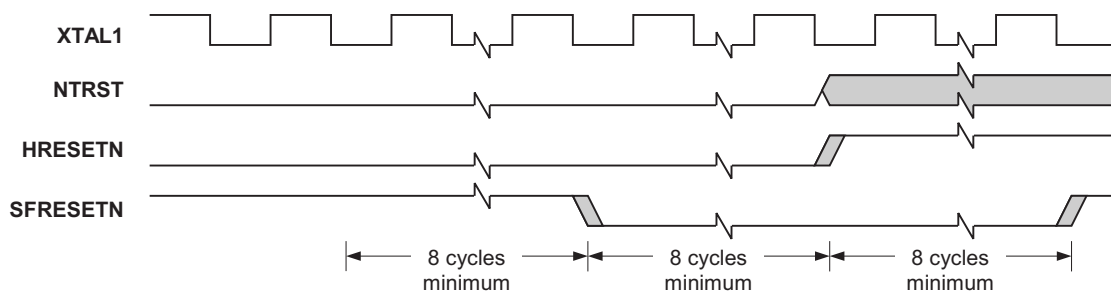 XTAL1
NTRST
HRESETN
SFRESETN
8 cycles
minimum
8 cycles
minimum
8 cycles
minimum